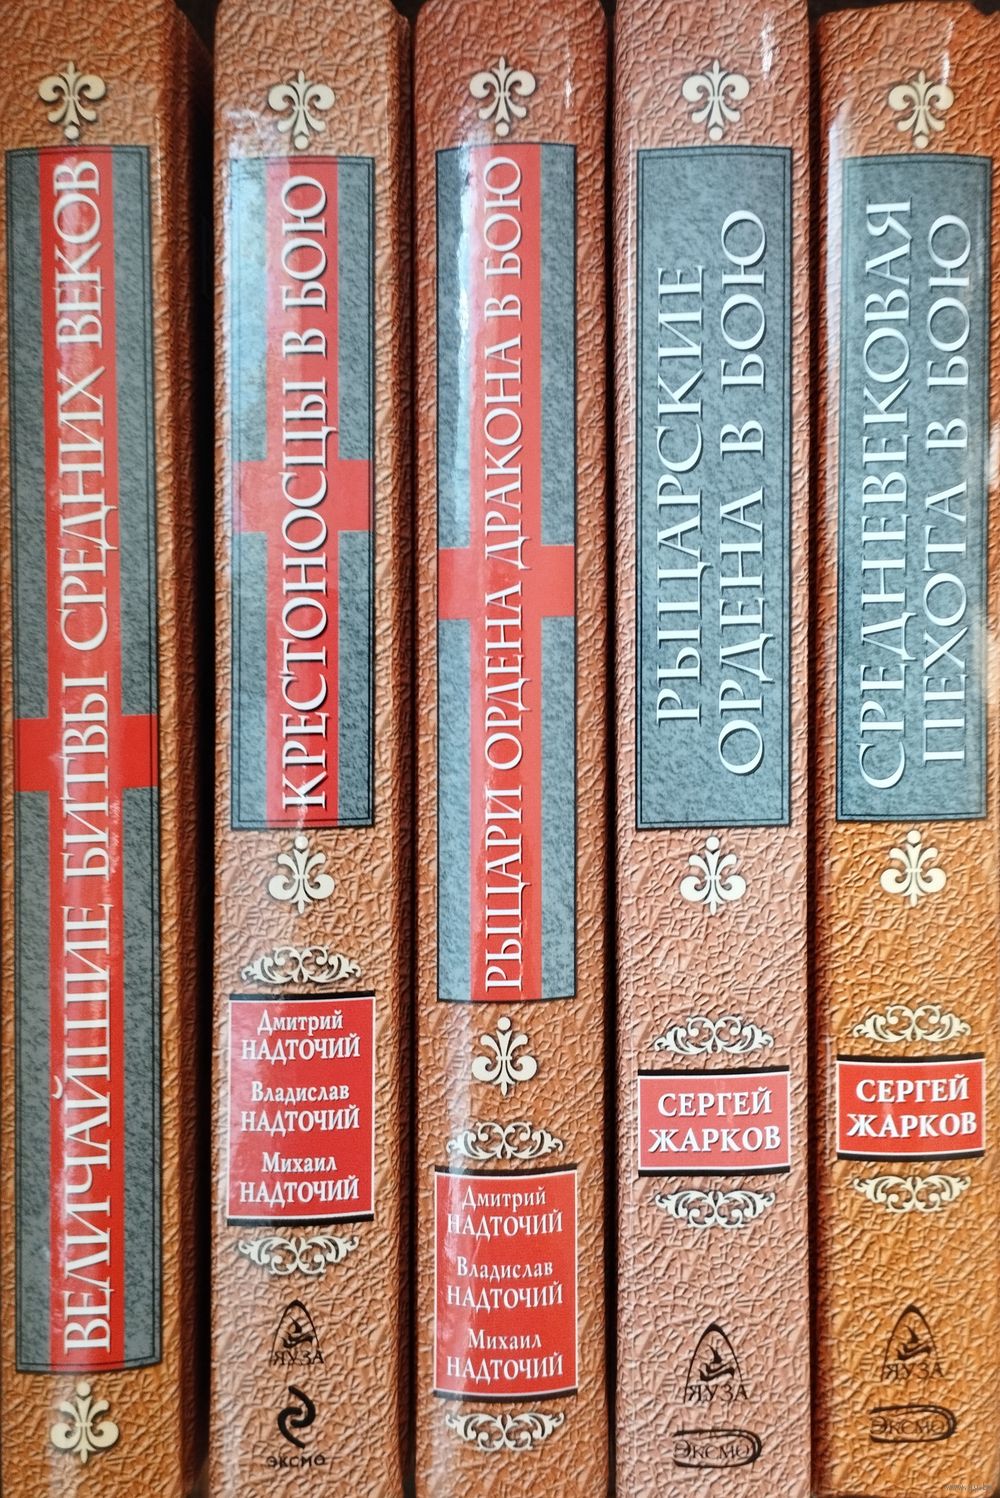 ВЕЛИЧАЙШИЕ БИТВЫ СРЕДНИХ ВЕКОВ
КРЕСТОНОСЦЫ В БОЮ
Дмитрий
НАДТОЧИЙ
Владислав
НАДТОЧИЙ
Михаил
НАДТОЧИЙ
ЯУЗА
ЭКСМО
РЫЦАРИ ОРДЕНА ДРАКОНА В БОЮ
Дмитрий
НАДТОЧИЙ
Владислав
НАДТОЧИЙ
Михаил
НАДТОЧИЙ
РЫЦАРСКИЕ
ОРДЕНА В БОЮ
СЕРГЕЙ
ЖАРКОВ
ЯУЗА
ЭКСМО
СРЕДНЕВЕКОВАЯ
ПЕХОТА В БОЮ
СЕРГЕЙ
ЖАРКОВ
ЯУЗА
ЭКСМО